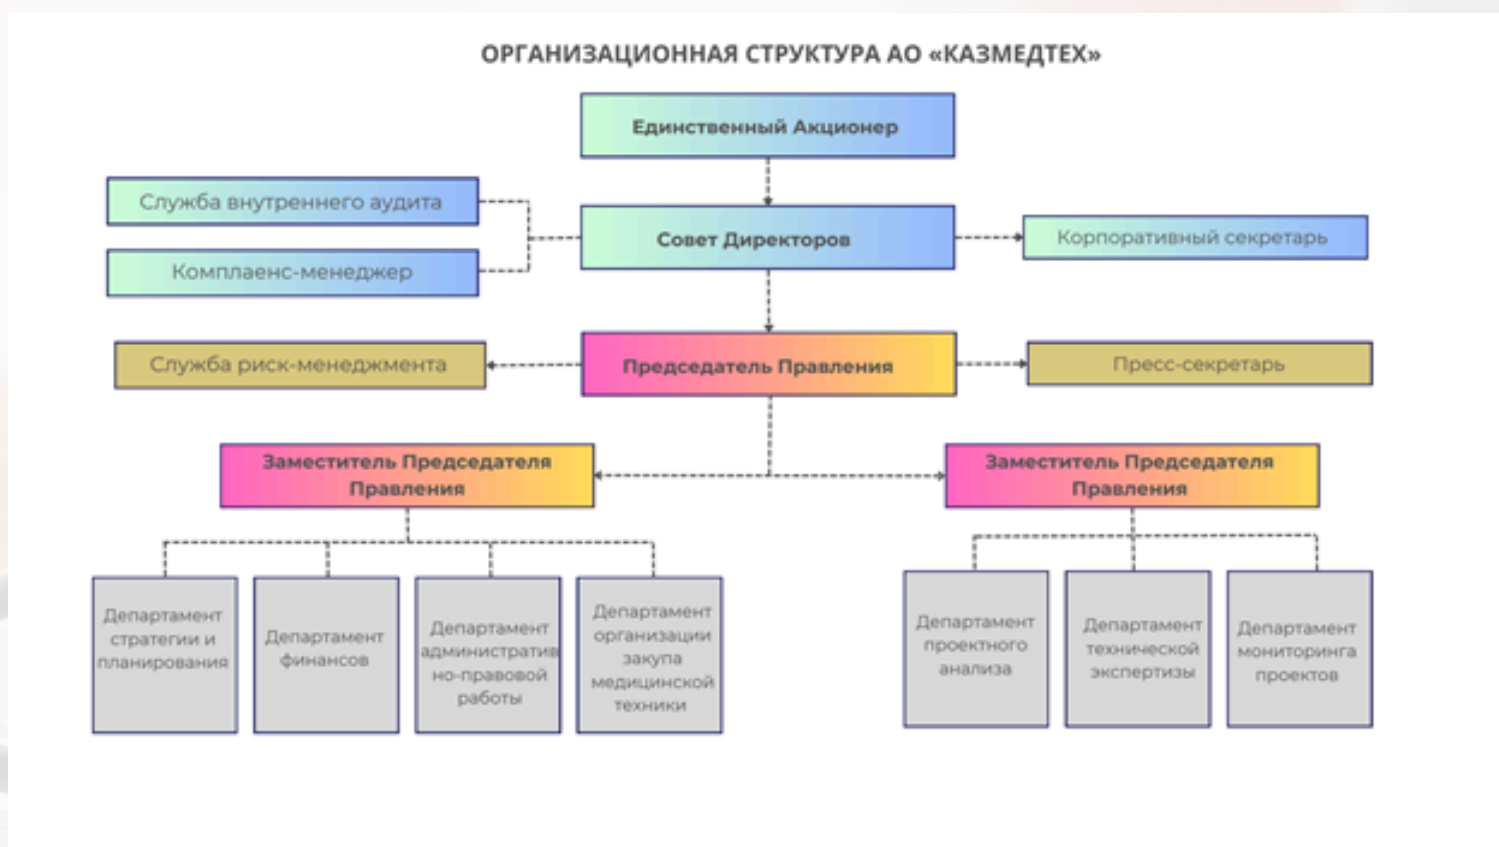 ОРГАНИЗАЦИОННАЯ СТРУКТУРА АО «КАЗМЕДТЕХ»
Единственный Акционер
Служба внутреннего аудита
Совет Директоров
Корпоративный секретарь
Комплаенс-менеджер
Служба риск-менеджмента
Председатель Правления
Пресс-секретарь
Заместитель Председателя
Правления
Заместитель Председателя
Правления
Департамент
стратегии и
планирования
Департамент
финансов
Департамент
административ
но-правовой
работы
Департамент
организации
закупа
медицинской
техники
Департамент
проектного
анализа
Департамент
технической
экспертизы
Департамент
мониторинга
проектов